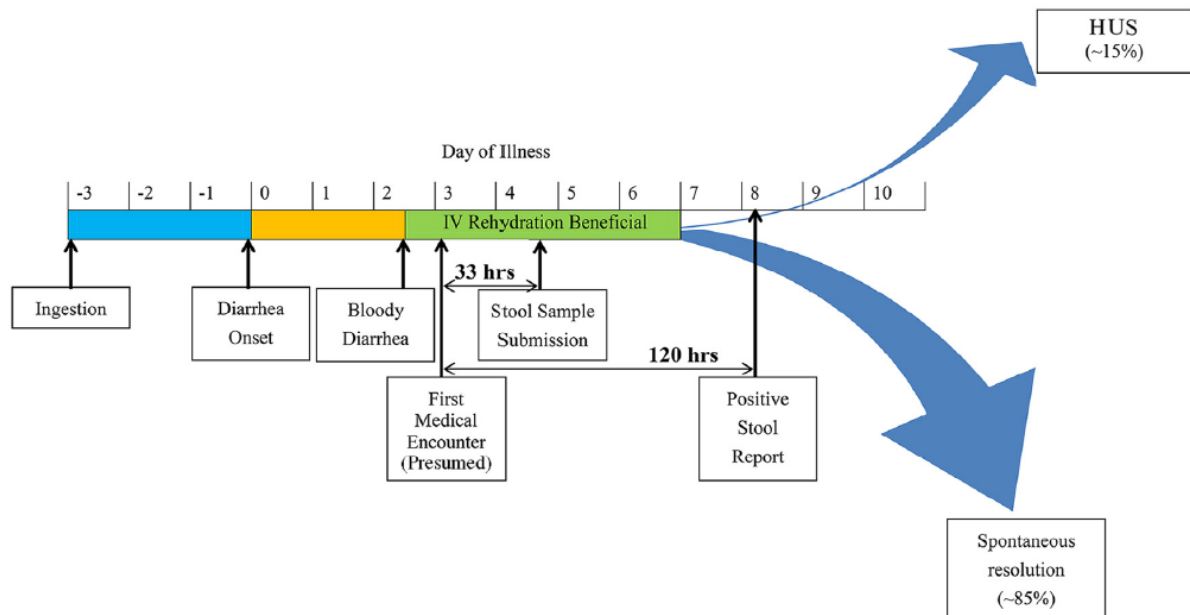 HUS
(~15%)
Day of Illness
-3 -2 -1 0 1 2 3 4 5 6 7 8 9 10
IV Rehydration Beneficial
33 hrs
Ingestion
Diarrhea
Onset
Bloody
Diarrhea
Stool Sample
Submission
120 hrs
First
Medical
Encounter
(Presumed)
Positive
Stool
Report
Spontaneous
resolution
(~85%)